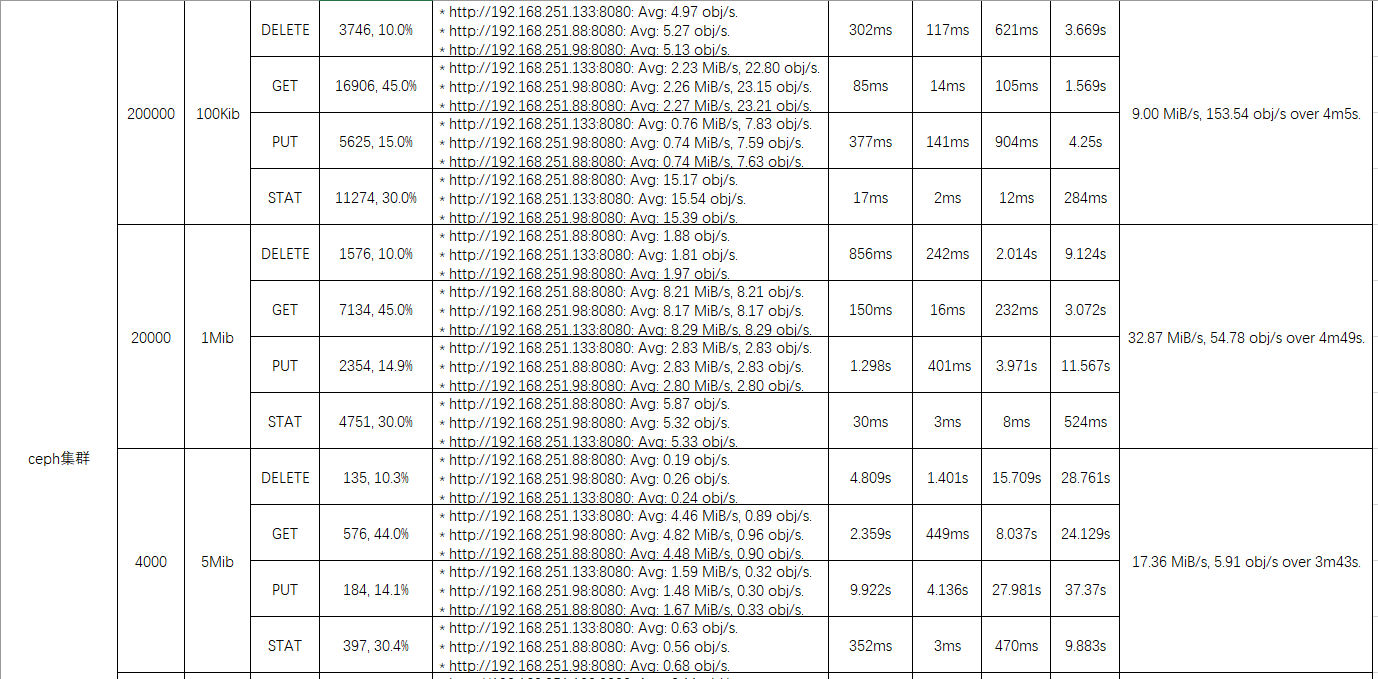 ceph集群
200000
100Kib
DELETE
3746, 10.0%
* http://192.168.251.133:8080: Avg: 4.97 obj/s.
* http://192.168.251.88:8080: Avg: 5.27 obj/s.
* http://192.168.251.98:8080: Avg: 5.13 obj/s.
302ms
117ms
621ms
3.669s
GET
16906, 45.0%
* http://192.168.251.133:8080: Avg: 2.23 MiB/s, 22.80 obj/s.
* http://192.168.251.98:8080: Avg: 2.26 MiB/s, 23.15 obj/s.
* http://192.168.251.88:8080: Avg: 2.27 MiB/s, 23.21 obj/s.
85ms
14ms
105ms
1.569s
PUT
5625, 15.0%
* http://192.168.251.133:8080: Avg: 0.76 MiB/s, 7.83 obj/s.
* http://192.168.251.98:8080: Avg: 0.74 MiB/s, 7.59 obj/s.
* http://192.168.251.88:8080: Avg: 0.74 MiB/s, 7.63 obj/s.
377ms
141ms
904ms
4.25s
STAT
11274, 30.0%
* http://192.168.251.88:8080: Avg: 15.17 obj/s.
* http://192.168.251.133:8080: Avg: 15.54 obj/s.
* http://192.168.251.98:8080: Avg: 15.39 obj/s.
17ms
2ms
12ms
284ms
9.00 MiB/s, 153.54 obj/s over 4m5s.
20000
1Mib
DELETE
1576, 10.0%
* http://192.168.251.88:8080: Avg: 1.88 obj/s.
* http://192.168.251.133:8080: Avg: 1.81 obj/s.
* http://192.168.251.98:8080: Avg: 1.97 obj/s.
856ms
242ms
2.014s
9.124s
GET
7134, 45.0%
* http://192.168.251.88:8080: Avg: 8.21 MiB/s, 8.21 obj/s.
* http://192.168.251.98:8080: Avg: 8.17 MiB/s, 8.17 obj/s.
* http://192.168.251.133:8080: Avg: 8.29 MiB/s, 8.29 obj/s.
150ms
16ms
232ms
3.072s
PUT
2354, 14.9%
* http://192.168.251.133:8080: Avg: 2.83 MiB/s, 2.83 obj/s.
* http://192.168.251.88:8080: Avg: 2.83 MiB/s, 2.83 obj/s.
* http://192.168.251.98:8080: Avg: 2.80 MiB/s, 2.80 obj/s.
1.298s
401ms
3.971s
11.567s
STAT
4751, 30.0%
* http://192.168.251.88:8080: Avg: 5.87 obj/s.
* http://192.168.251.98:8080: Avg: 5.32 obj/s.
* http://192.168.251.133:8080: Avg: 5.33 obj/s.
30ms
3ms
8ms
524ms
32.87 MiB/s, 54.78 obj/s over 4m49s.
4000
5Mib
DELETE
135, 10.3%
* http://192.168.251.88:8080: Avg: 0.19 obj/s.
* http://192.168.251.98:8080: Avg: 0.26 obj/s.
* http://192.168.251.133:8080: Avg: 0.24 obj/s.
4.809s
1.401s
15.709s
28.761s
GET
576, 44.0%
* http://192.168.251.133:8080: Avg: 4.46 MiB/s, 0.89 obj/s.
* http://192.168.251.98:8080: Avg: 4.82 MiB/s, 0.96 obj/s.
* http://192.168.251.88:8080: Avg: 4.48 MiB/s, 0.90 obj/s.
2.359s
449ms
8.037s
24.129s
PUT
184, 14.1%
* http://192.168.251.133:8080: Avg: 1.59 MiB/s, 0.32 obj/s.
* http://192.168.251.98:8080: Avg: 1.48 MiB/s, 0.30 obj/s.
* http://192.168.251.88:8080: Avg: 1.67 MiB/s, 0.33 obj/s.
9.922s
4.136s
27.981s
37.37s
STAT
397, 30.4%
* http://192.168.251.133:8080: Avg: 0.63 obj/s.
* http://192.168.251.88:8080: Avg: 0.56 obj/s.
* http://192.168.251.98:8080: Avg: 0.68 obj/s.
352ms
3ms
470ms
9.883s
17.36 MiB/s, 5.91 obj/s over 3m43s.